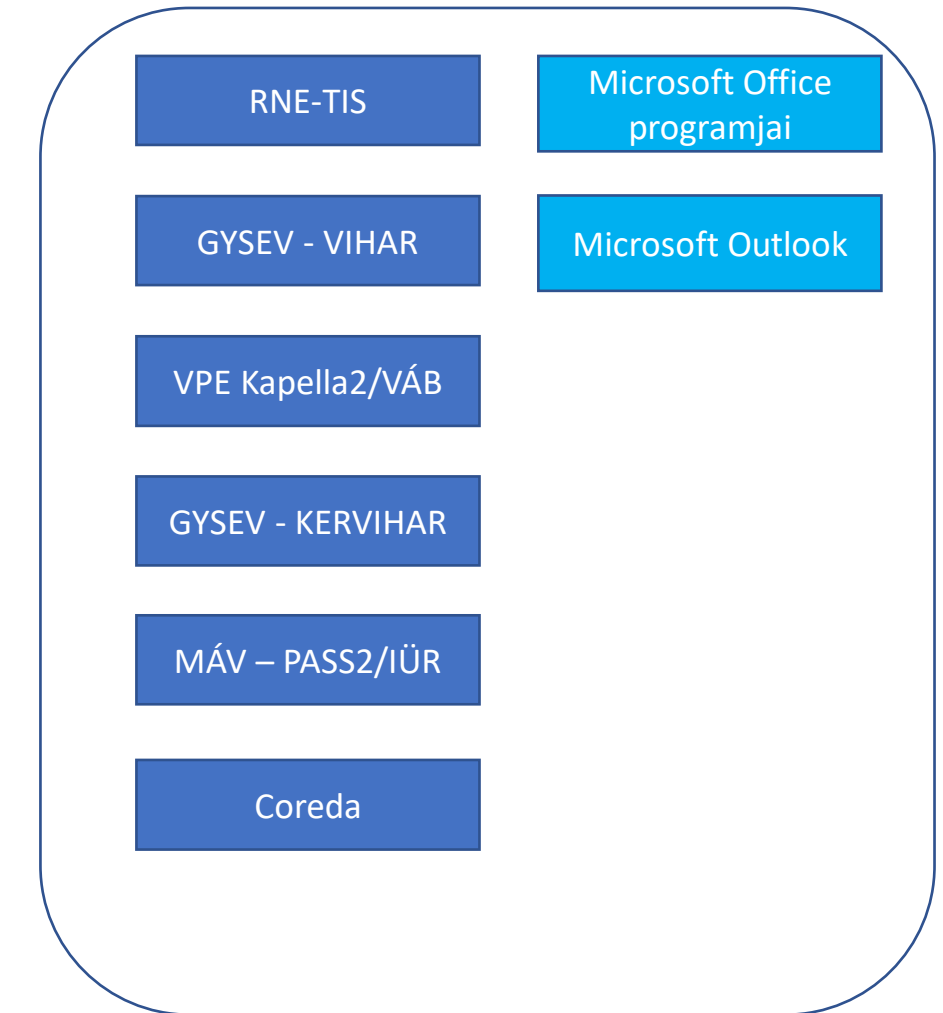 RNE-TIS
GYSEV - VIHAR
VPE Kapella2/VÁB
GYSEV - KERVIHAR
MÁV – PASS2/IÜR
Coreda
Microsoft Office
programjai
Microsoft Outlook